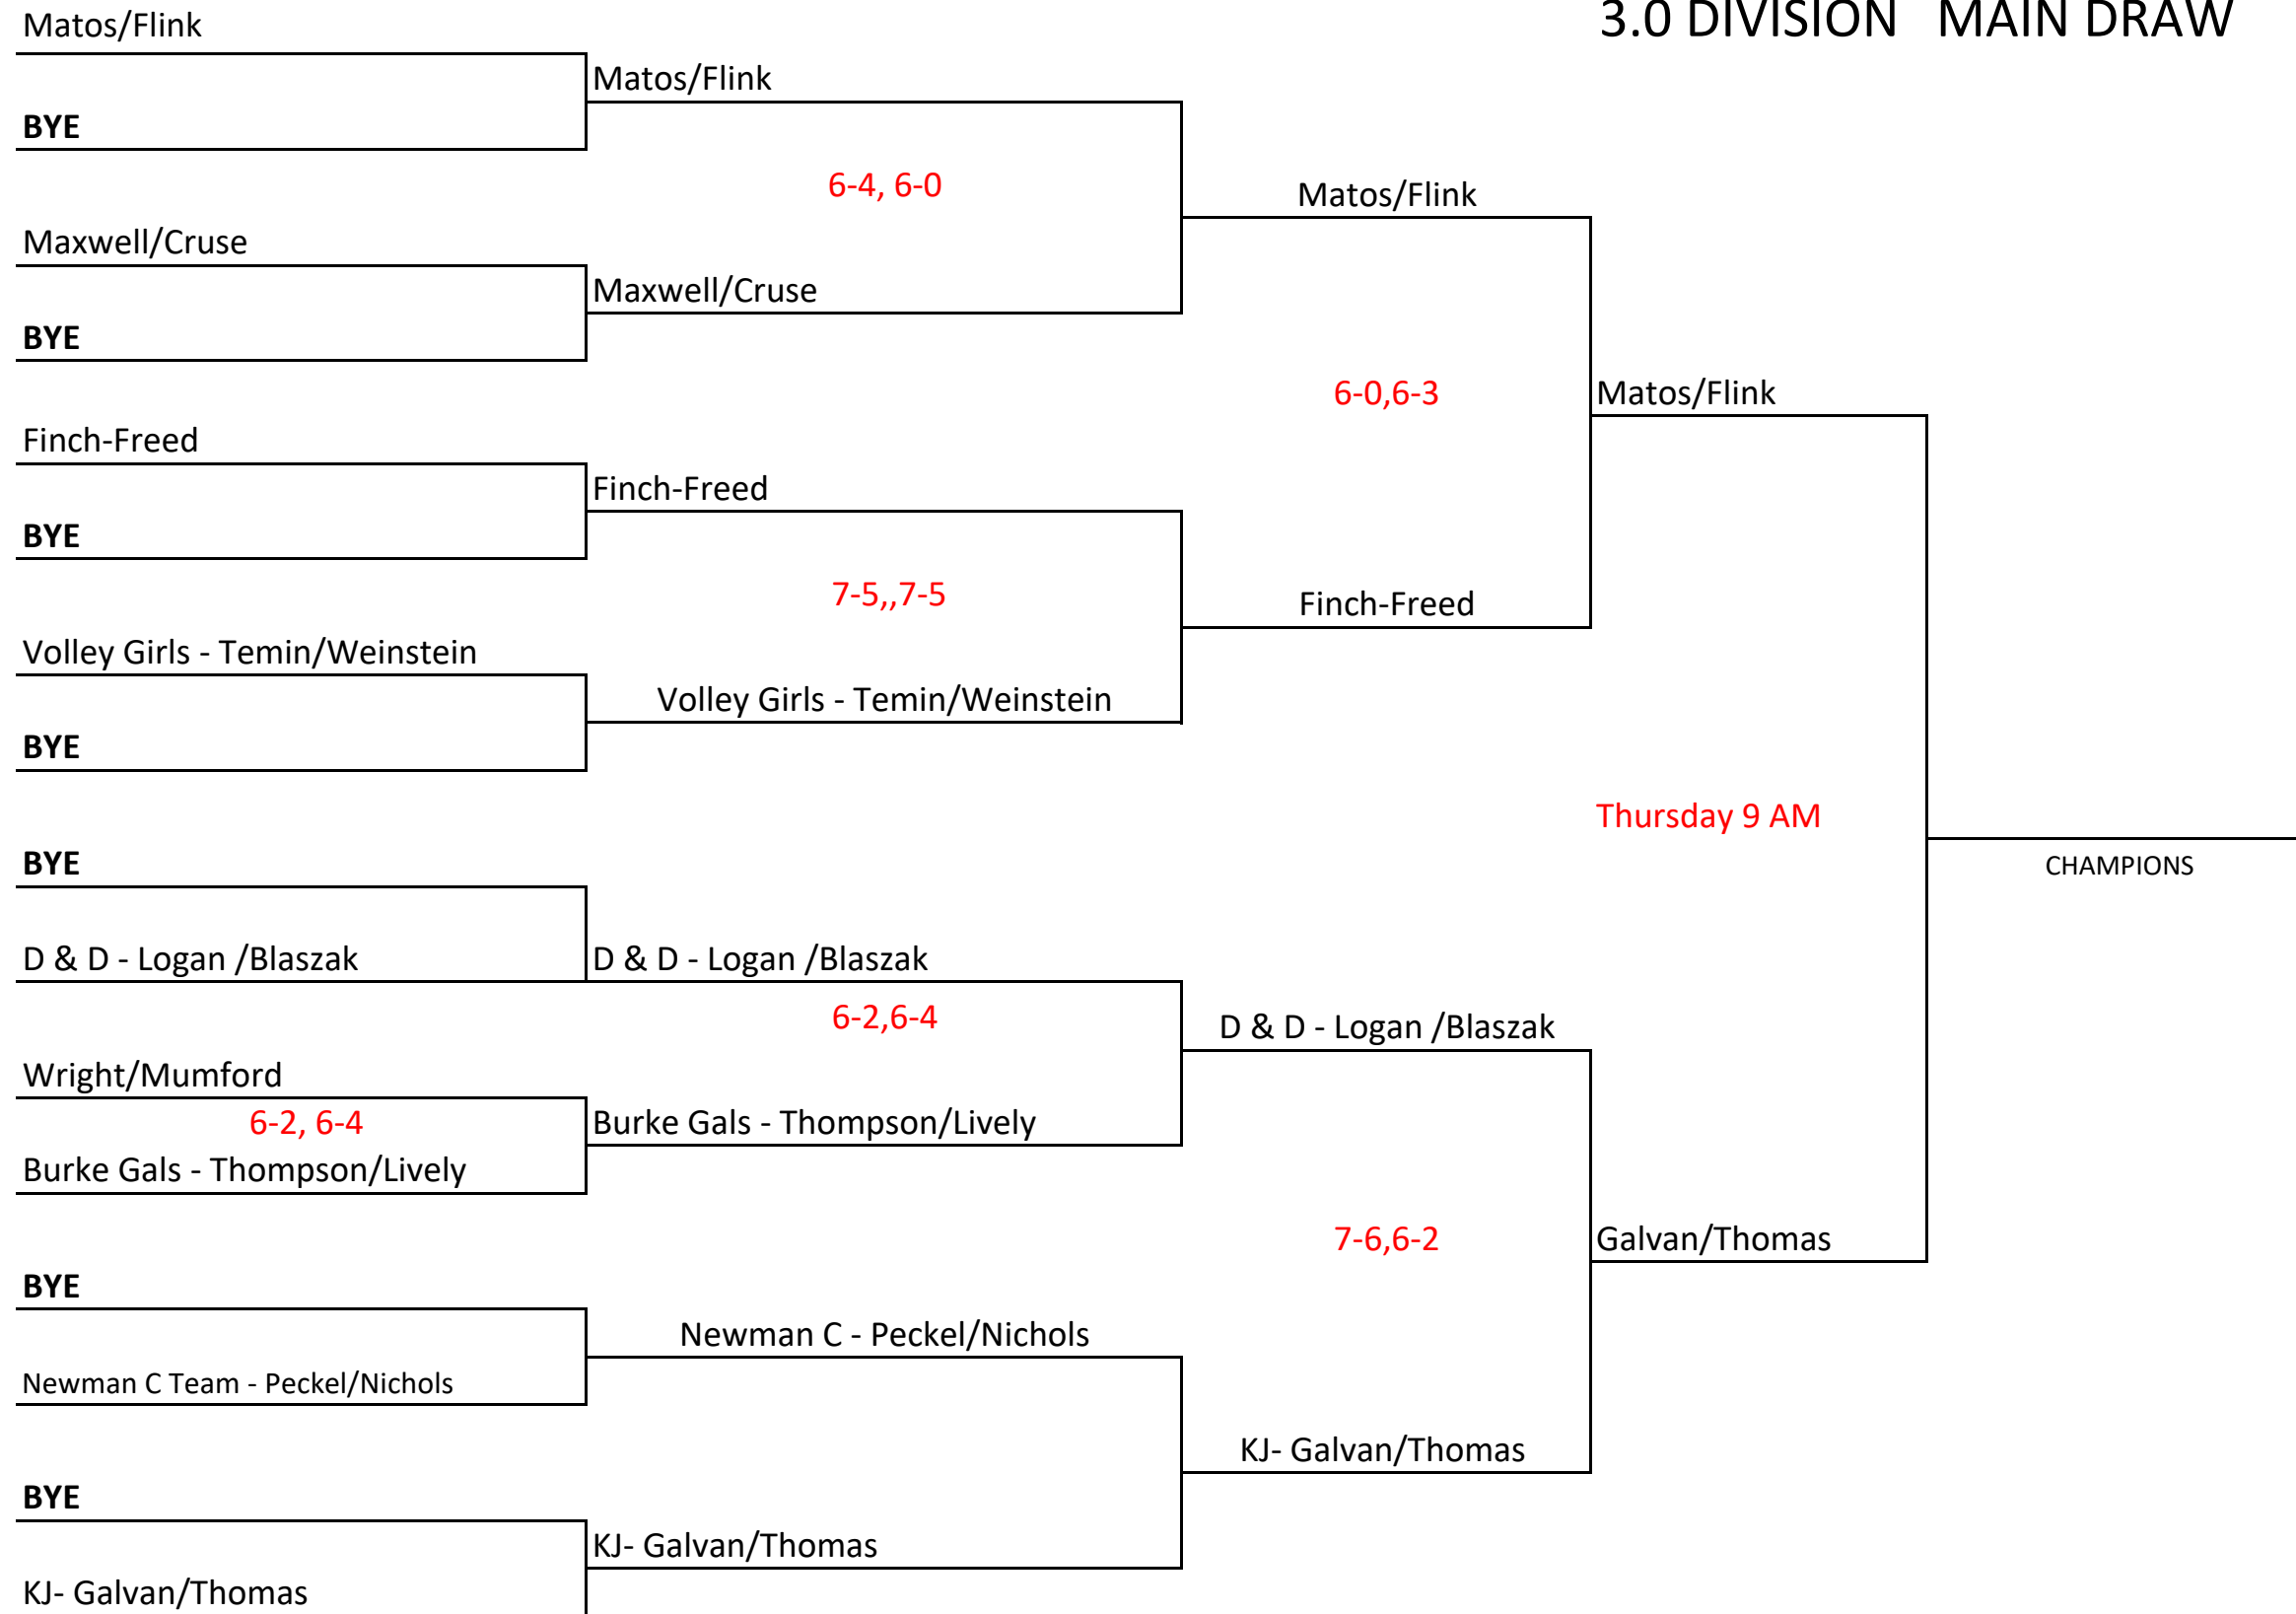 3.0 DIVISION   MAIN DRAW
Matos/Flink
BYE
Maxwell/Cruse
BYE
Finch-Freed
BYE
Volley Girls - Temin/Weinstein
BYE
BYE
D & D - Logan /Blaszak
Wright/Mumford
6-2, 6-4
Burke Gals - Thompson/Lively
BYE
Newman C Team - Peckel/Nichols
BYE
KJ- Galvan/Thomas
Matos/Flink
6-4, 6-0
Maxwell/Cruse
Finch-Freed
7-5,,7-5
Volley Girls - Temin/Weinstein
D & D - Logan /Blaszak
6-2,6-4
Burke Gals - Thompson/Lively
Newman C - Peckel/Nichols
KJ- Galvan/Thomas
Matos/Flink
6-0,6-3
Finch-Freed
D & D - Logan /Blaszak
7-6,6-2
KJ- Galvan/Thomas
Matos/Flink
Thursday 9 AM
Galvan/Thomas
CHAMPIONS